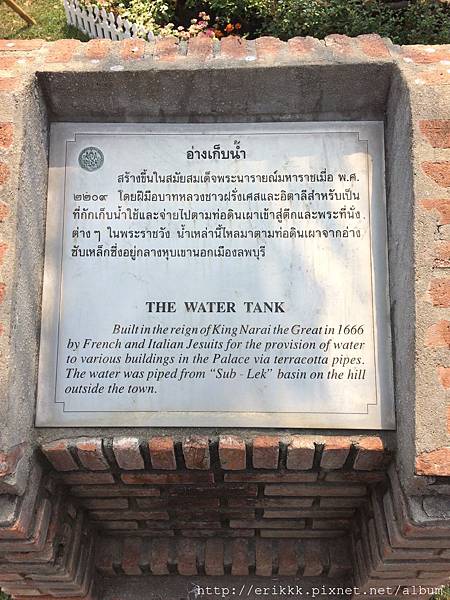 อ่างเก็บน้ำ
สร้างขึ้นในสมัยสมเด็จพระนารายณ์มหาราชเมื่อ พ.ศ.
๒๒๐๙ โดยฝีมือบาทหลวงชาวฝรั่งเศสและอิตาลีสำหรับเป็น
ที่กักเก็บน้ำใช้และจ่ายไปตามท่อดินเผาเข้าสู่ตึกและพระที่นั่ง
ต่าง ๆ ในพระราชวัง น้ำเหล่านี้ไหลมาตามท่อดินเผาจากอ่าง
ซับเหล็กซึ่งอยู่กลางหุบเขานอกเมืองลพบุรี
THE WATER TANK
Built in the reign of King Narai the Great in 1666
by French and Italian Jesuits for the provision of water
to various buildings in the Palace via terracotta pipes.
The water was piped from “Sub - Lek” basin on the hill
outside the town.
http://erikkk.pixnet.net/album